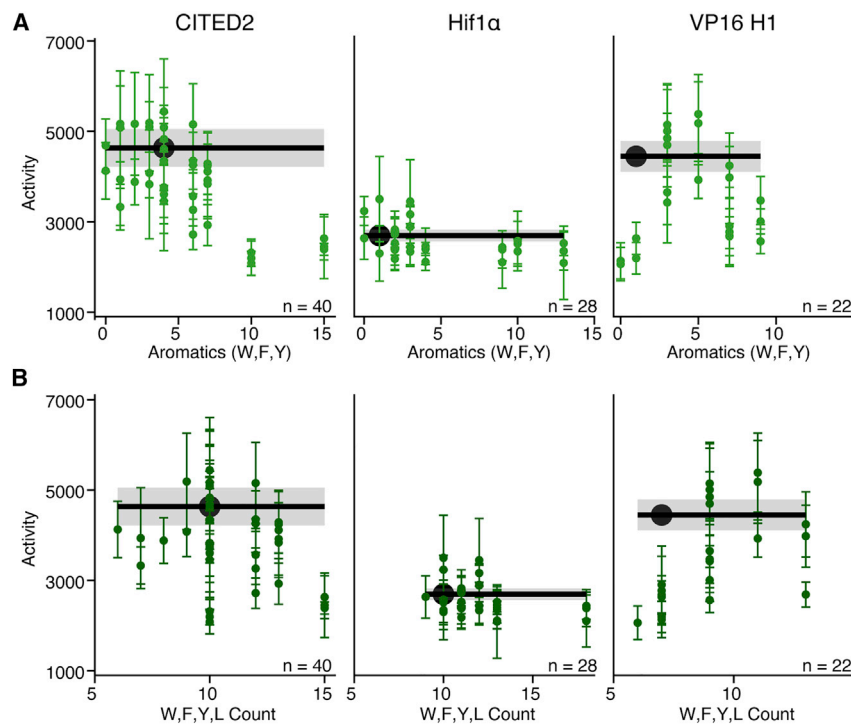 A
CITED2 Hif1α VP16 H1
7000
5000
3000
1000
Activity
n = 40 n = 28 n = 22
0 5 10 15 0 5 10 15 0 5 10
Aromatics (W,F,Y) Aromatics (W,F,Y) Aromatics (W,F,Y)
B
7000
5000
3000
1000
Activity
n = 40 n = 28 n = 22
5 10 15 5 10 15 5 10
W,F,Y,L Count W,F,Y,L Count W,F,Y,L Count